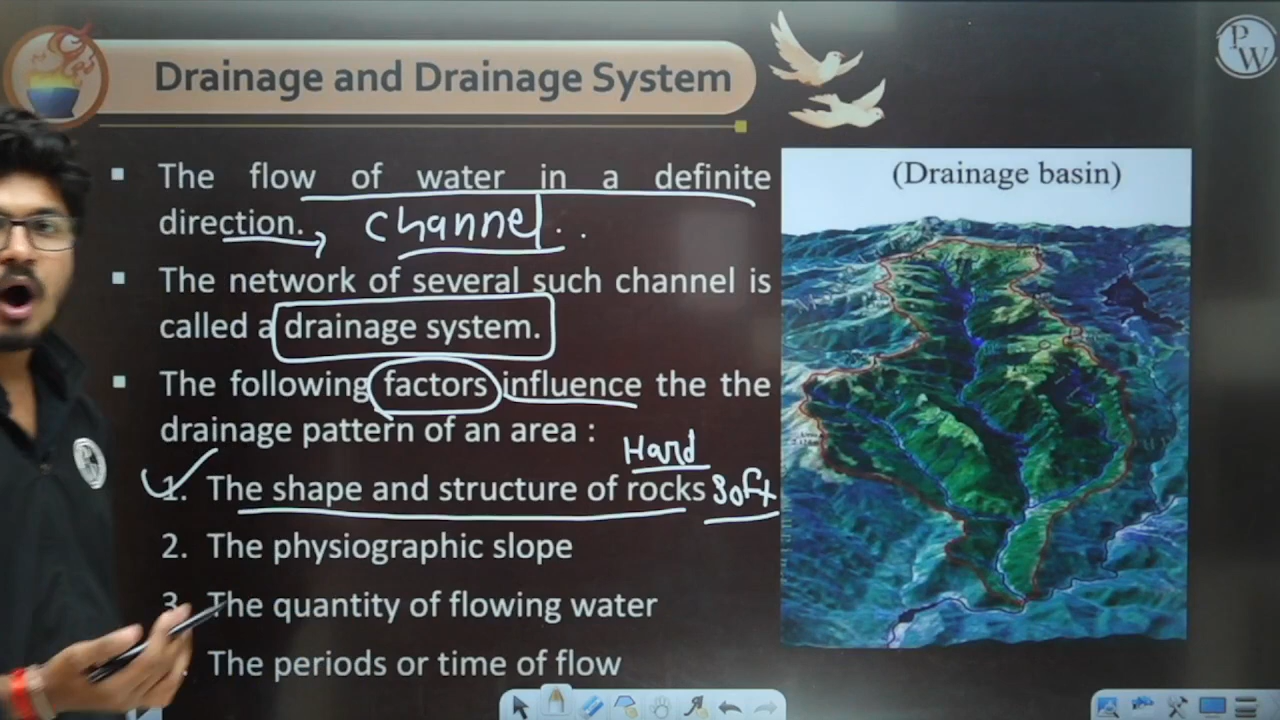 PW
Drainage and Drainage System
(Drainage basin)
▪ The flow of water in a definite
direction. → channel..
▪ The network of several such channel is
called a drainage system.
▪ The following factors influence the the
drainage pattern of an area :
Hard
1. The shape and structure of rocks soft
2. The physiographic slope
3. The quantity of flowing water
The periods or time of flow